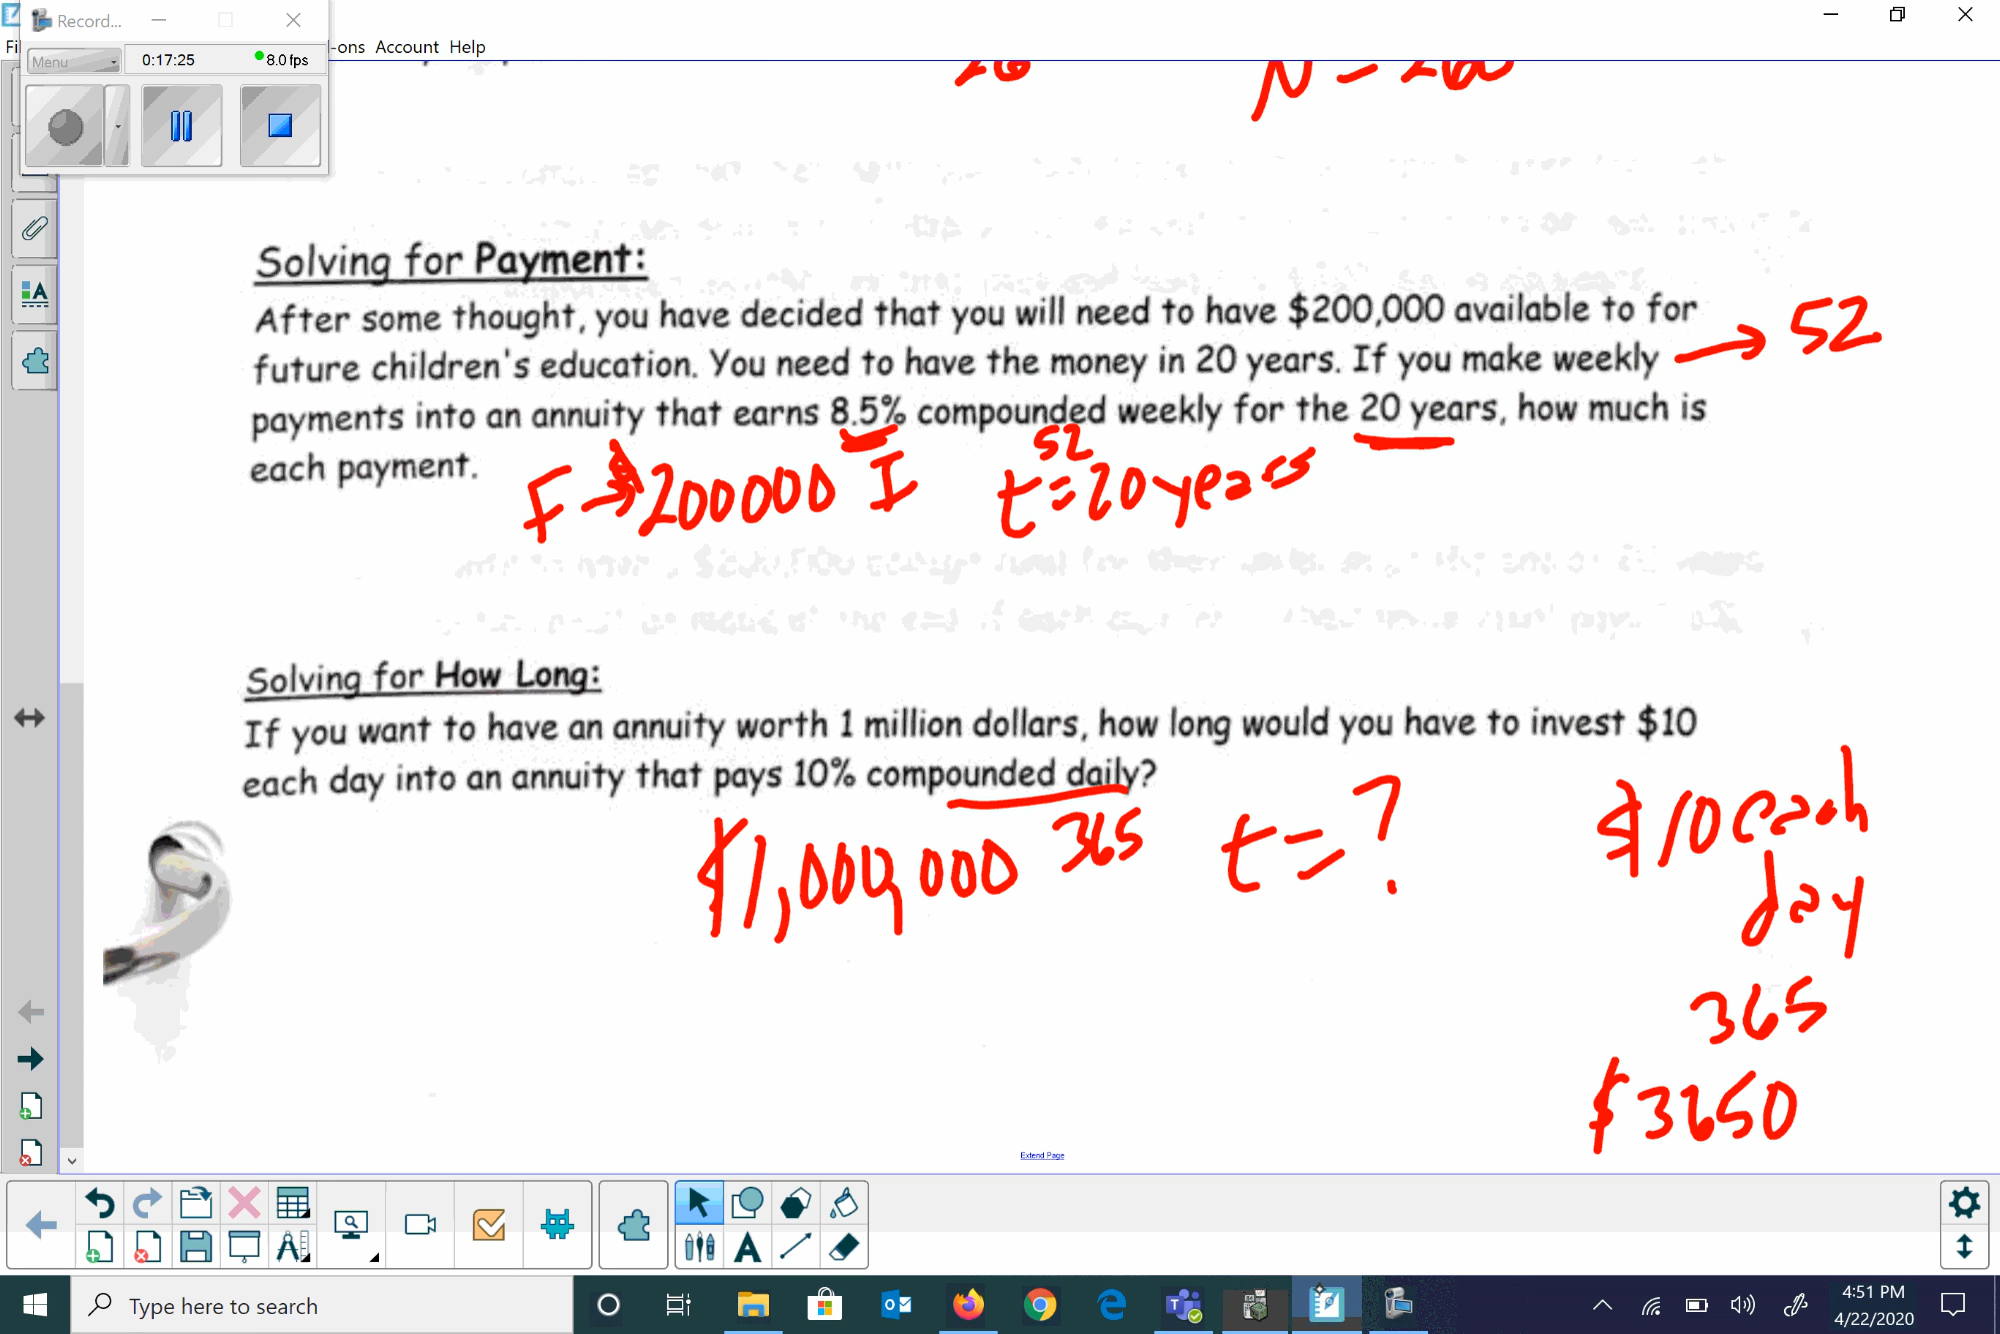 Record...
Menu
0:17:25
8.0 fps
-ons Account Help
Solving for Payment:
After some thought, you have decided that you will need to have $200,000 available to for
future children's education. You need to have the money in 20 years. If you make weekly → 52
payments into an annuity that earns 8.5% compounded weekly for the 20 years, how much is
each payment.
F → $200000 I
52
t = 20 years
Solving for How Long:
If you want to have an annuity worth 1 million dollars, how long would you have to invest $10
each day into an annuity that pays 10% compounded daily?
$1,000,000 365 t = ?
$10 each
day
365
$3650
Extend Page
Type here to search
4:51 PM
4/22/2020